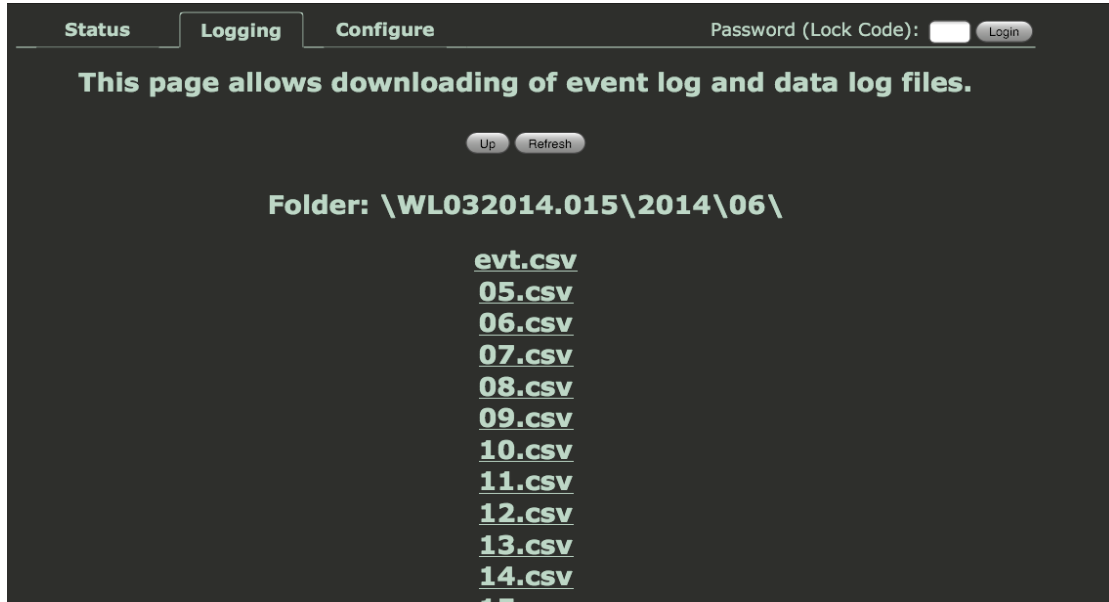 Status Logging Configure Password (Lock Code): Login
This page allows downloading of event log and data log files.
Up Refresh
Folder: \WL032014.015\2014\06\
evt.csv
05.csv
06.csv
07.csv
08.csv
09.csv
10.csv
11.csv
12.csv
13.csv
14.csv